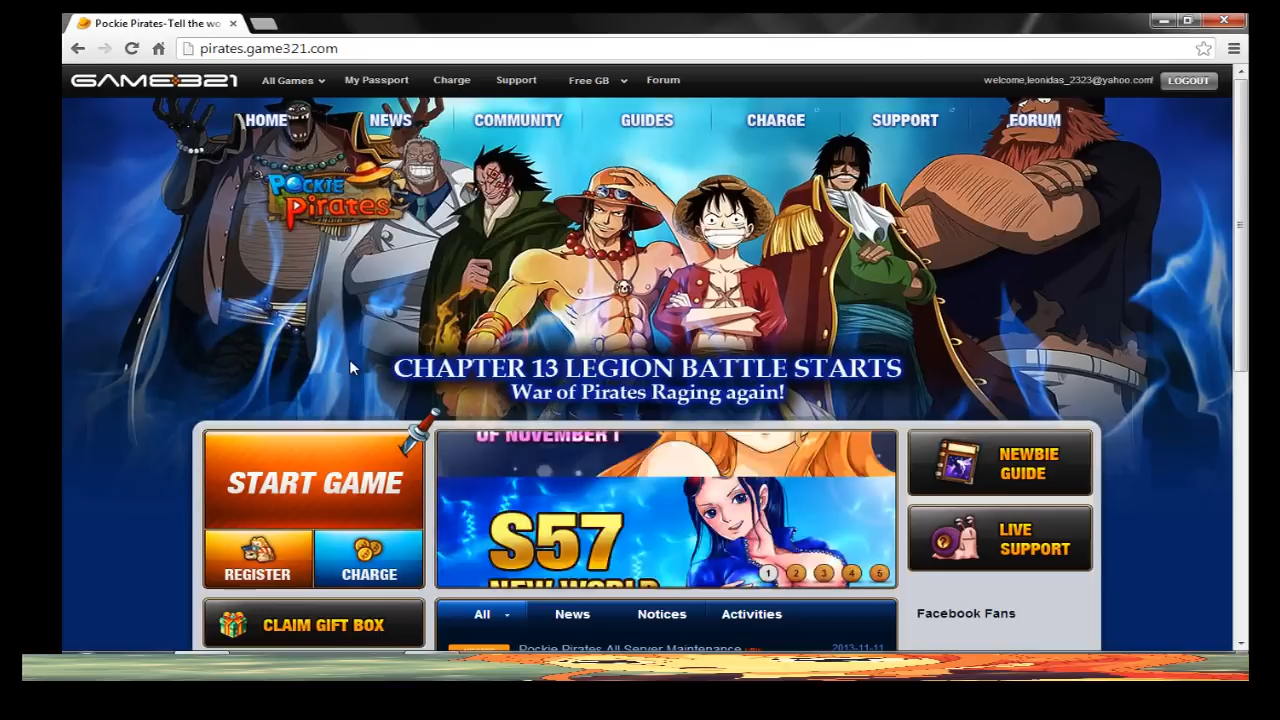 Pockie Pirates-Tell the wo
pirates.game321.com
GAME321
All Games
My Passport
Charge
Support
Free GB
Forum
welcome,leonidas_2323@yahoo.com!
LOGOUT
HOME
NEWS
COMMUNITY
GUIDES
CHARGE
SUPPORT
FORUM
POCKIE
PIRATES
CHAPTER 13 LEGION BATTLE STARTS
War of Pirates Raging again!
START GAME
REGISTER
CHARGE
CLAIM GIFT BOX
OF NOVEMBER 1
S57
NEW WORLD
1 2 3 4 5
NEWBIE
GUIDE
LIVE
SUPPORT
All
News
Notices
Activities
Pockie Pirates All Server Maintenance
2013-11-11
Facebook Fans